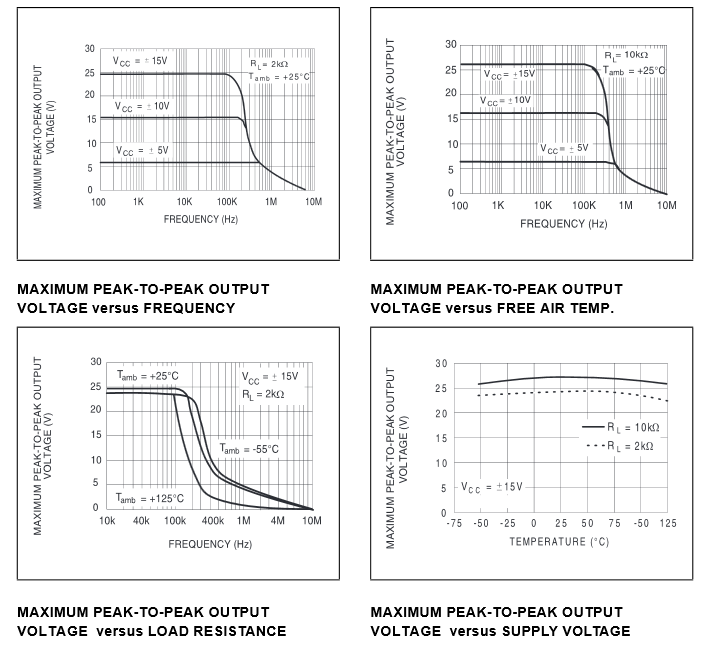 MAXIMUM PEAK-TO-PEAK OUTPUT
VOLTAGE (V)
30
25
20
15
10
5
0
V CC = ± 15V
V CC = ± 10V
V CC = ± 5V
R L = 2kΩ
T amb = +25°C
100 1K 10K 100K 1M 10M
FREQUENCY (Hz)
MAXIMUM PEAK-TO-PEAK OUTPUT
VOLTAGE (V)
30
25
20
15
10
5
0
V CC = ±15V
V CC = ±10V
V CC = ± 5V
R L = 10kΩ
T amb = +25°C
100 1K 10K 100K 1M 10M
FREQUENCY (Hz)
MAXIMUM PEAK-TO-PEAK OUTPUT
VOLTAGE versus FREQUENCY
MAXIMUM PEAK-TO-PEAK OUTPUT
VOLTAGE versus FREE AIR TEMP.
MAXIMUM PEAK-TO-PEAK OUTPUT
VOLTAGE (V)
30
25
20
15
10
5
0
T amb = +25°C
V CC = ± 15V
R L = 2kΩ
T amb = -55°C
T amb = +125°C
10k 40k 100k 400k 1M 4M 10M
FREQUENCY (Hz)
MAXIMUM PEAK-TO-PEAK OUTPUT
VOLTAGE (V)
30
25
20
15
10
5
0
R L = 10kΩ
R L = 2kΩ
V CC = ±15V
-75 -50 -25 0 25 50 75 -50 125
TEMPERATURE (°C)
MAXIMUM PEAK-TO-PEAK OUTPUT
VOLTAGE versus LOAD RESISTANCE
MAXIMUM PEAK-TO-PEAK OUTPUT
VOLTAGE versus SUPPLY VOLTAGE